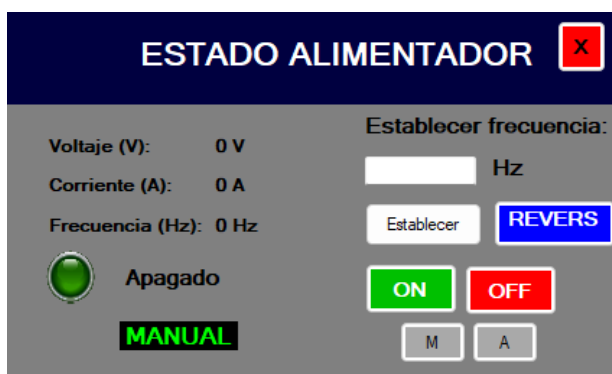 ESTADO ALIMENTADOR X
Establecer frecuencia:
Voltaje (V): 0 V
Hz
Corriente (A): 0 A
Frecuencia (Hz): 0 Hz
Establecer REVERS
Apagado
ON OFF
MANUAL
M A